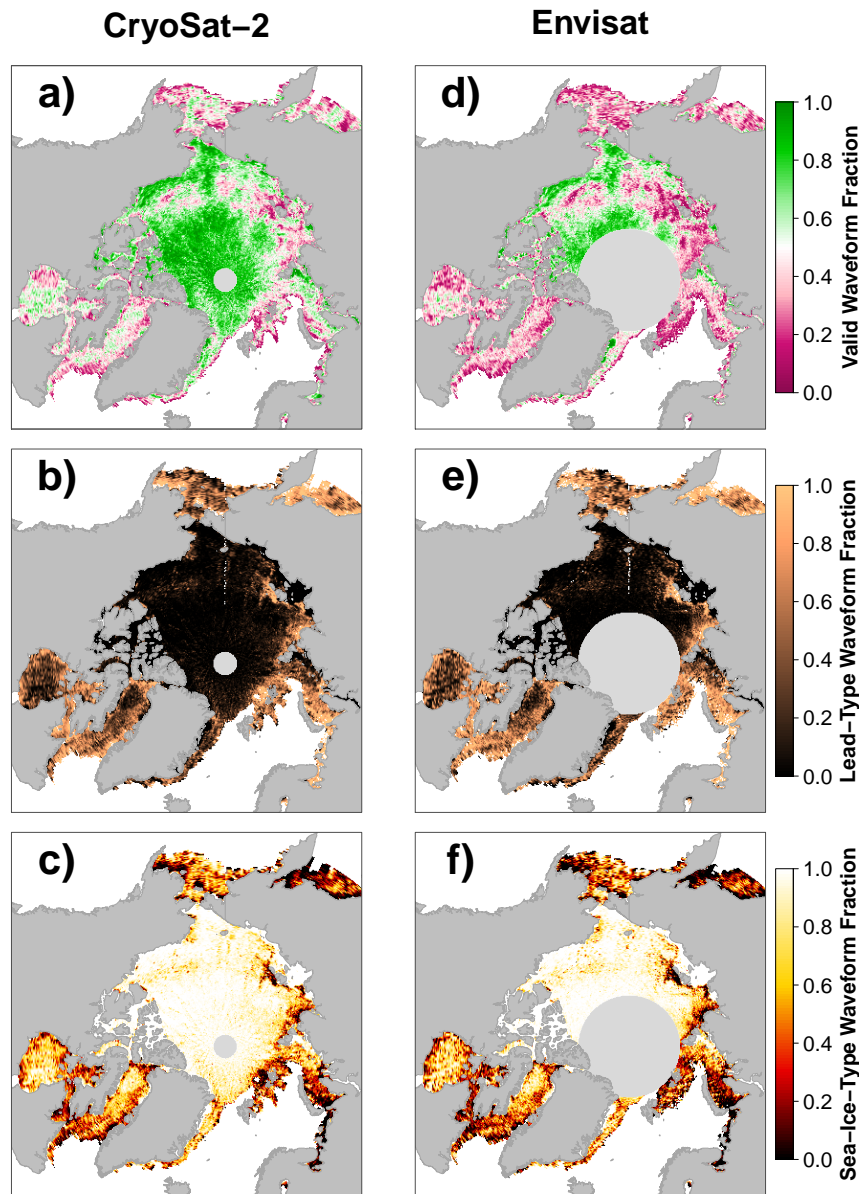 CryoSat−2 Envisat
a) d)
1.0
0.8
0.6
0.4
0.2
0.0
Valid Waveform Fraction
b) e)
1.0
0.8
0.6
0.4
0.2
0.0
Lead−Type Waveform Fraction
c) f)
1.0
0.8
0.6
0.4
0.2
0.0
Sea−Ice−Type Waveform Fraction